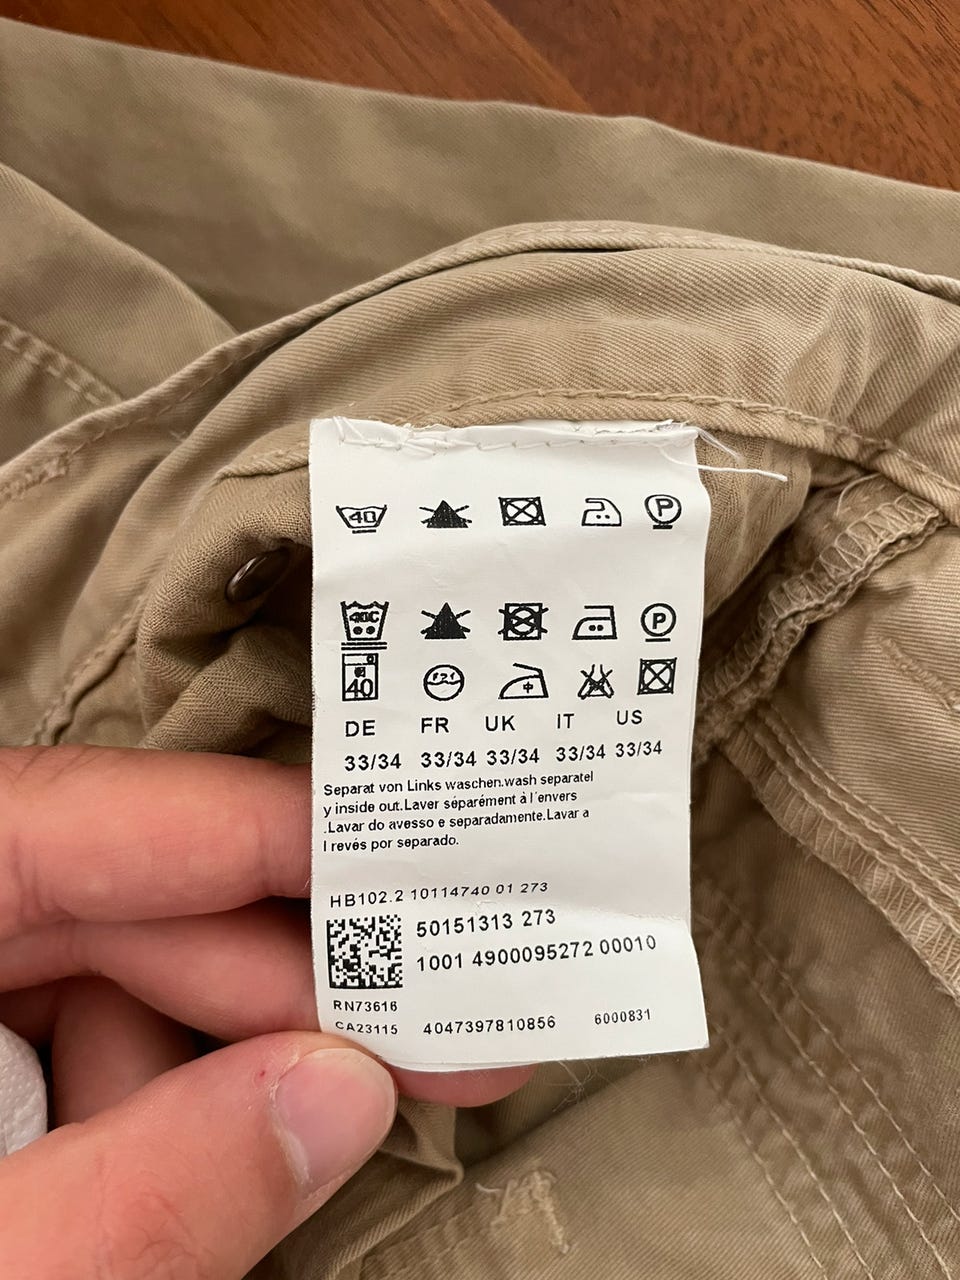 40
P
40C
P
40
DE FR UK IT US
33/34 33/34 33/34 33/34 33/34
Separat von Links waschen.wash separatel
y inside out.Laver séparément à l'envers
.Lavar do avesso e separadamente.Lavar a
l revés por separado.
HB102.2 10114740 01 273
50151313 273
1001 4900095272 00010
RN73616
CA23115 4047397810856 6000831